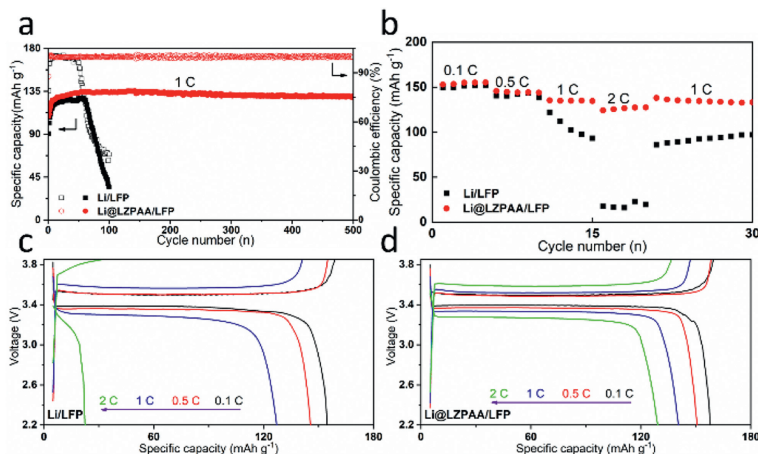 a
180
135
90
45
0
Specific capacity(mAh g⁻¹)
1 C
Li/LFP
Li@LZPAA/LFP
90
60
30
0
Coulombic efficiency (%)
0 100 200 300 400 500
Cycle number (n)
b
200
150
100
50
0
Specific capacity (mAh g⁻¹)
0.1 C
0.5 C
1 C
2 C
Li/LFP
Li@LZPAA/LFP
0 15 30
Cycle number (n)
c
3.8
3.4
3.0
2.6
2.2
Voltage (V)
2 C 1 C 0.5 C 0.1 C
Li/LFP
0 60 120 180
Specific capacity (mAh g⁻¹)
d
3.8
3.4
3.0
2.6
2.2
Voltage (V)
2 C 1 C 0.5 C 0.1 C
Li@LZPAA/LFP
0 60 120 180
Specific capacity (mAh g⁻¹)